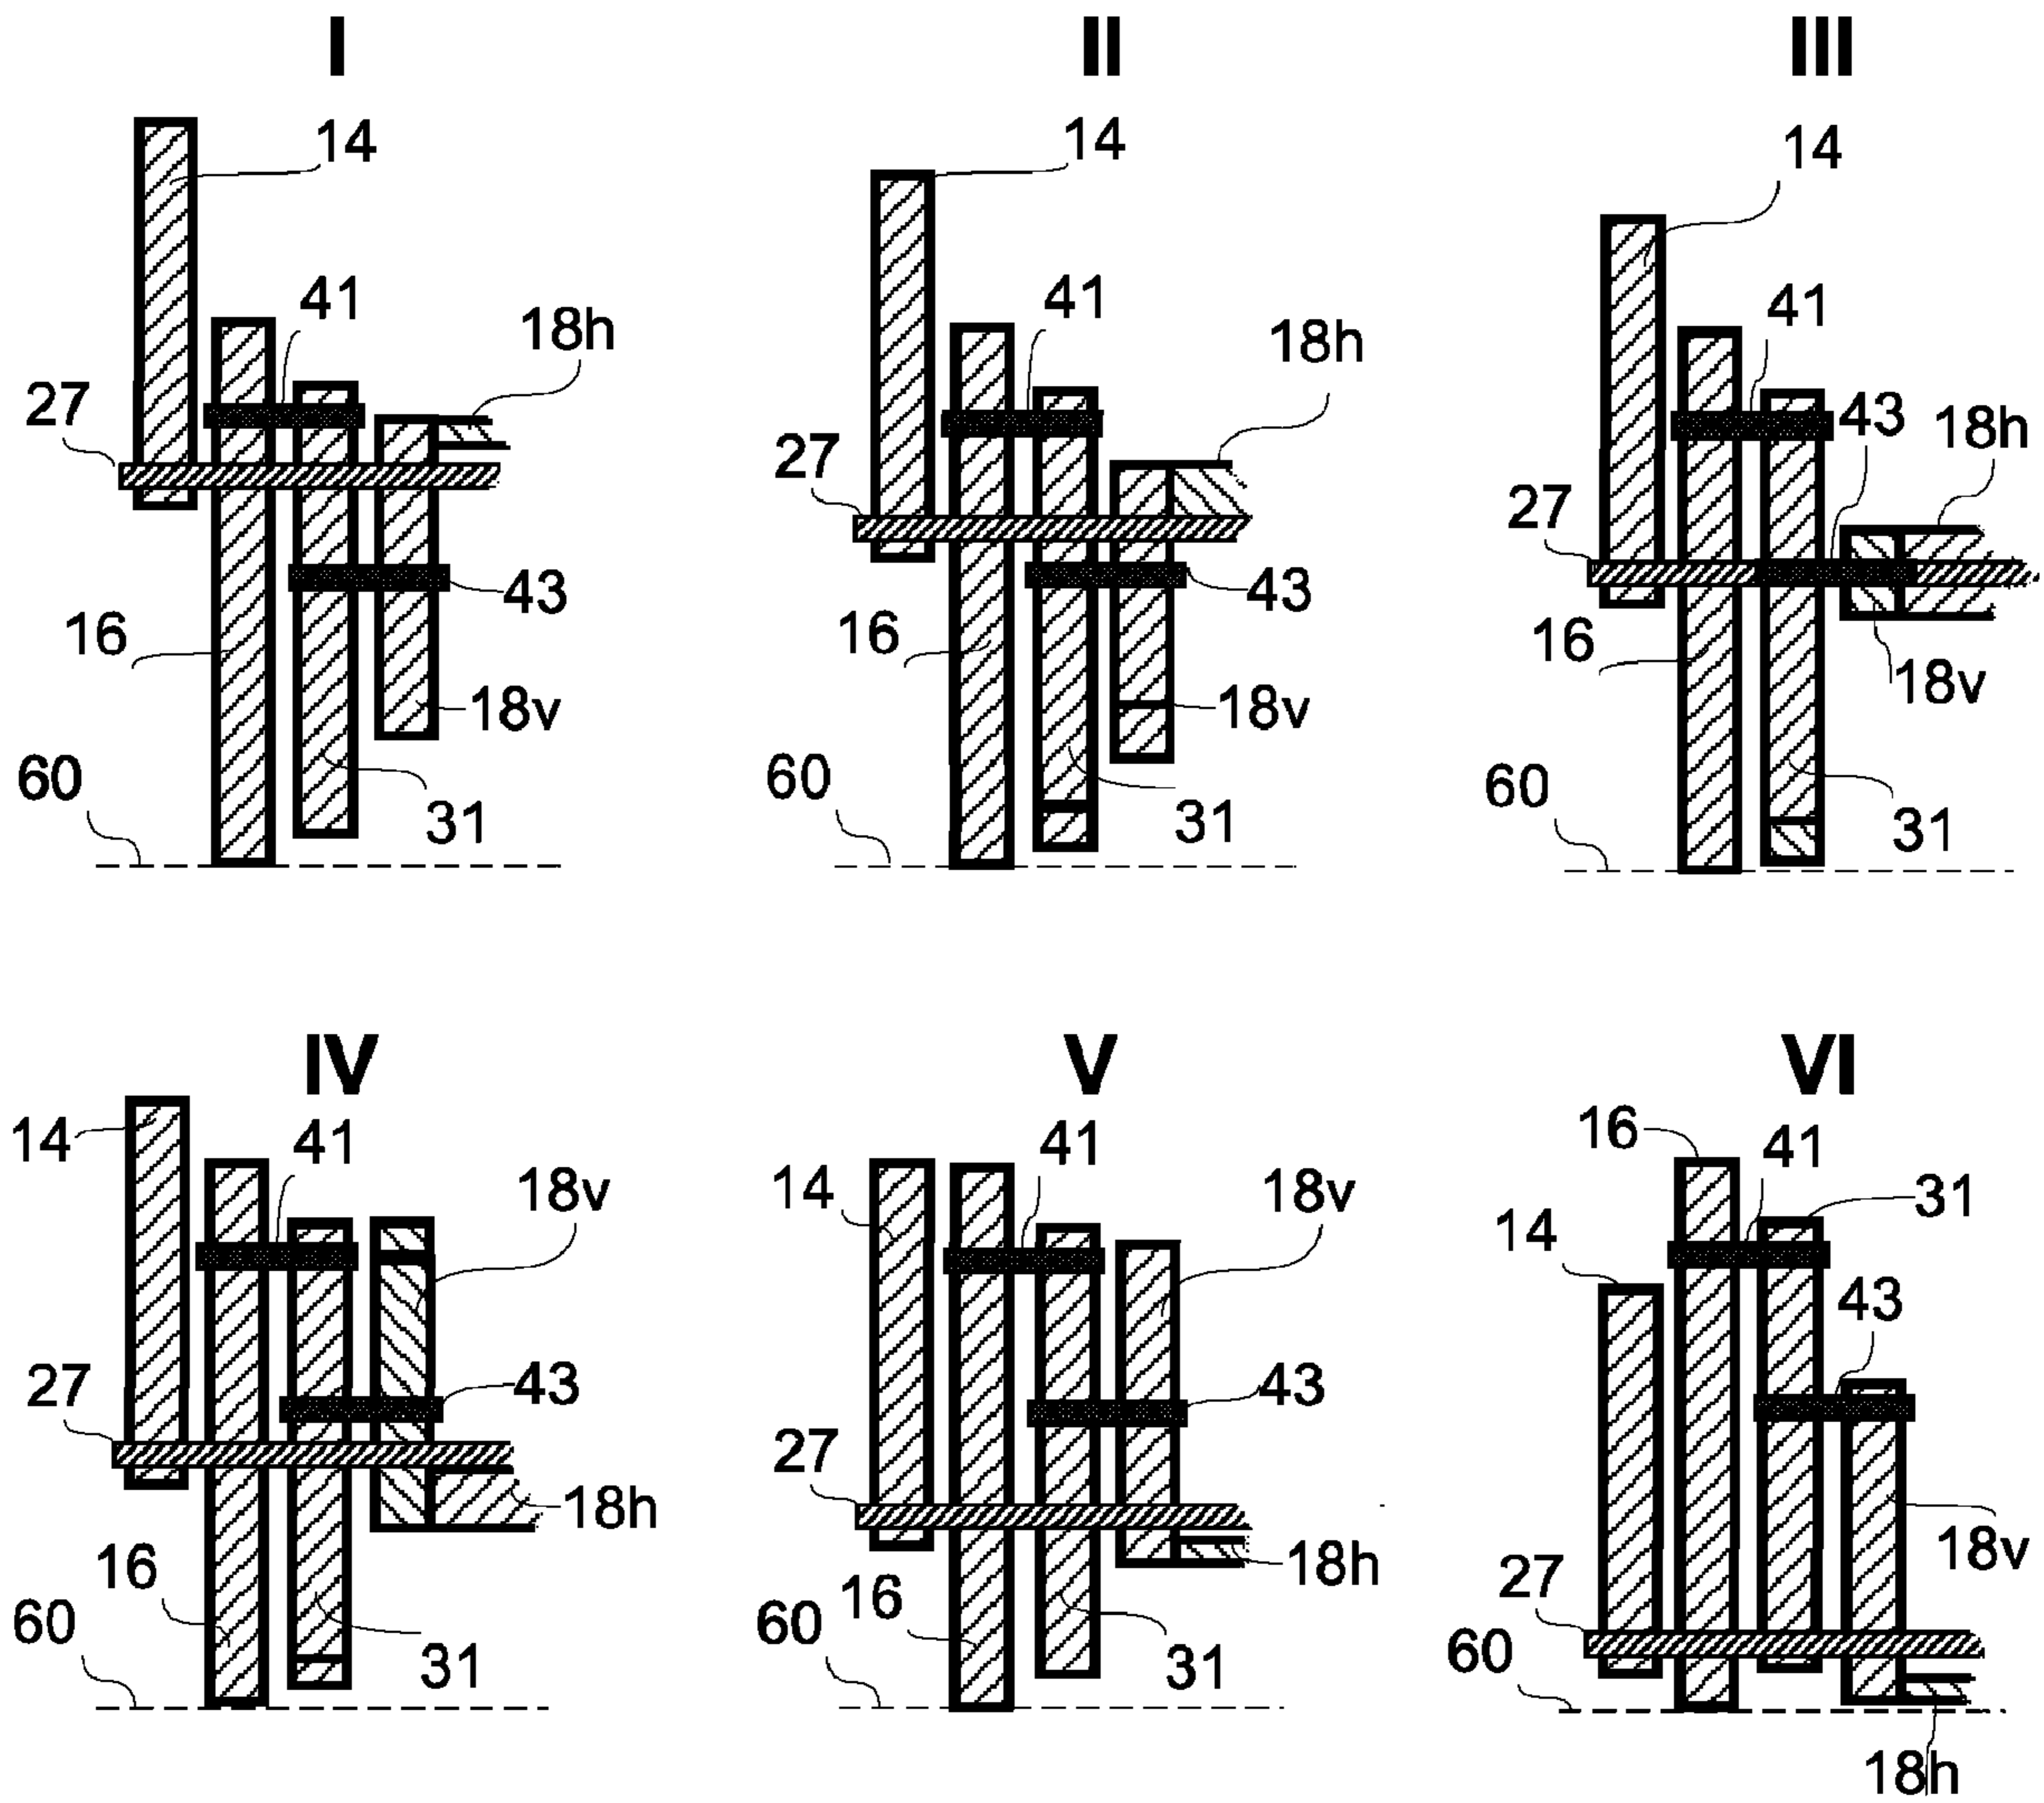 I II III
14 14 14
41 41 41
18h 18h 18h
27 27 27
43 43 43
16 16 16
18v 18v 18v
60 60 60
31 31 31
IV V VI
14 41 14 41 16 41
18v 18v 31
14
43 43 43
27 27 27
18h 18h 18v
16 16
60 60 60
31 31
18h